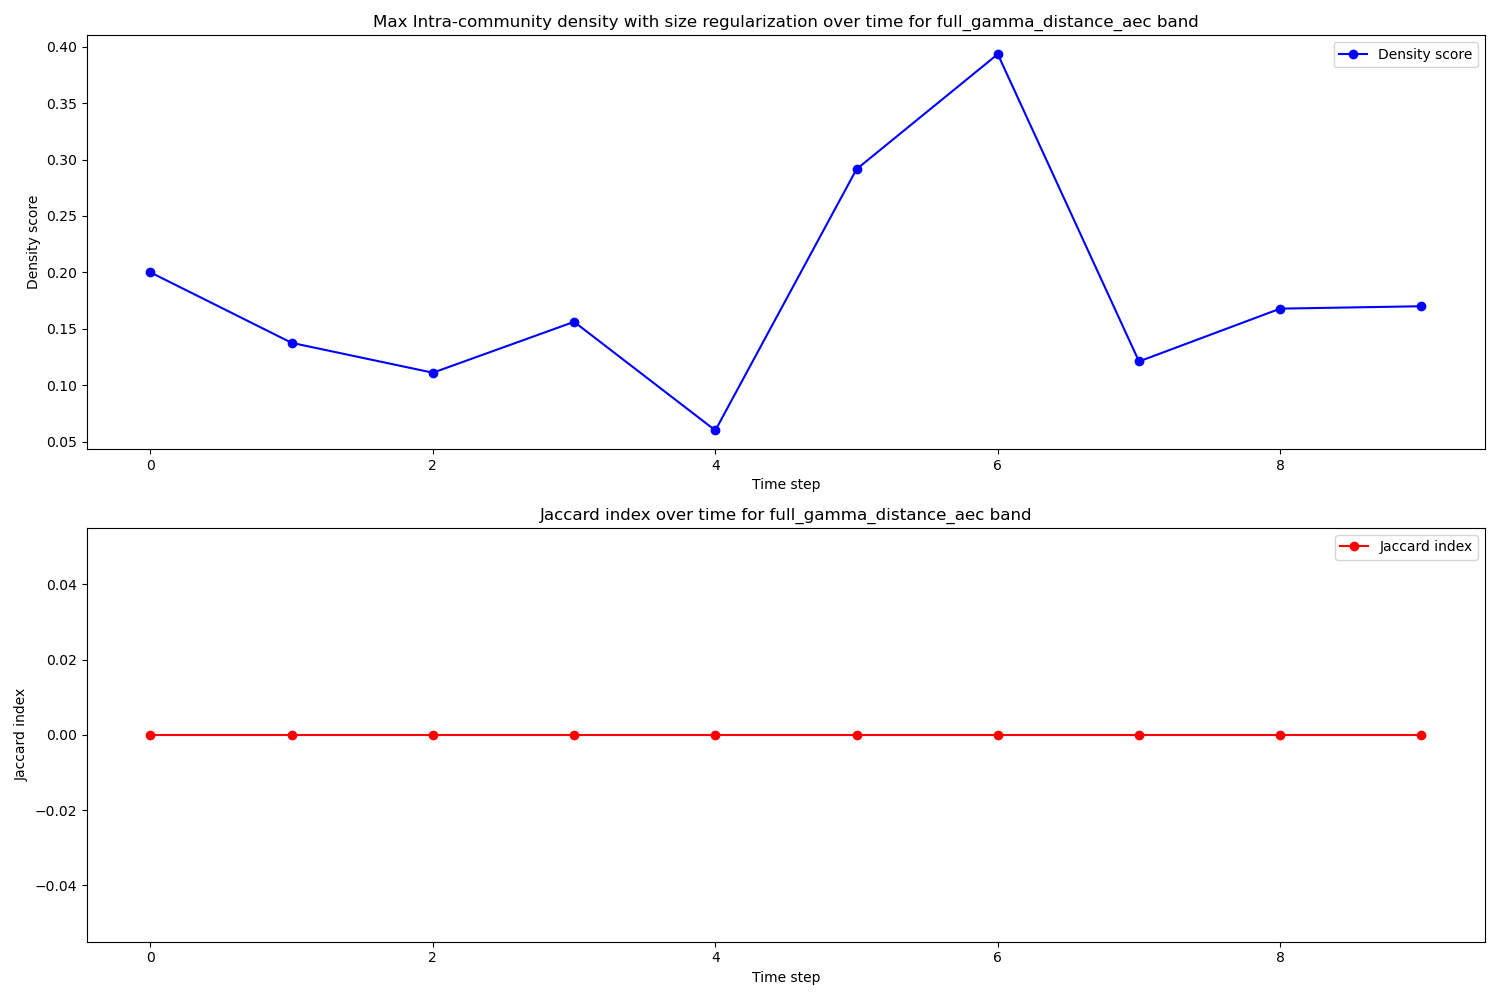 Max Intra-community density with size regularization over time for full_gamma_distance_aec band
0.40
0.35
0.30
0.25
0.20
0.15
0.10
0.05
Density score
Density score
0
2
4
6
8
Time step
Jaccard index over time for full_gamma_distance_aec band
0.04
0.02
0.00
−0.02
−0.04
Jaccard index
Jaccard index
0
2
4
6
8
Time step